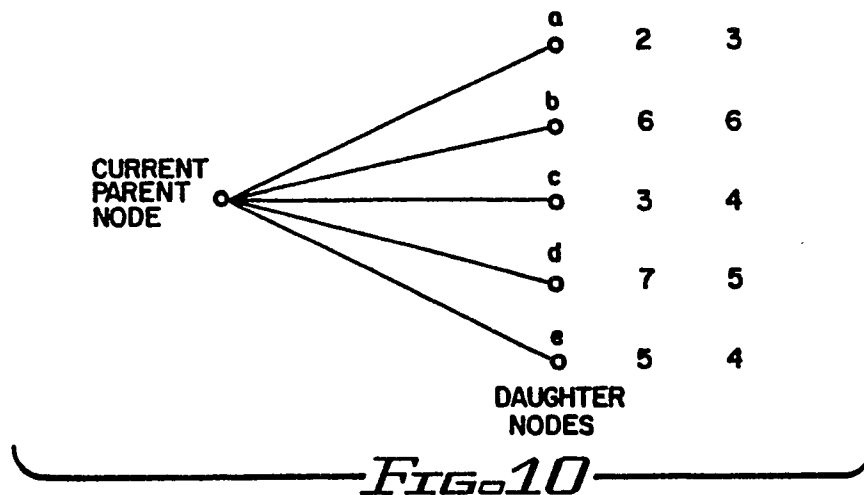 a 2 3
b 6 6
CURRENT
PARENT
NODE
c 3 4
d 7 5
e 5 4
DAUGHTER
NODES
FIG. 10